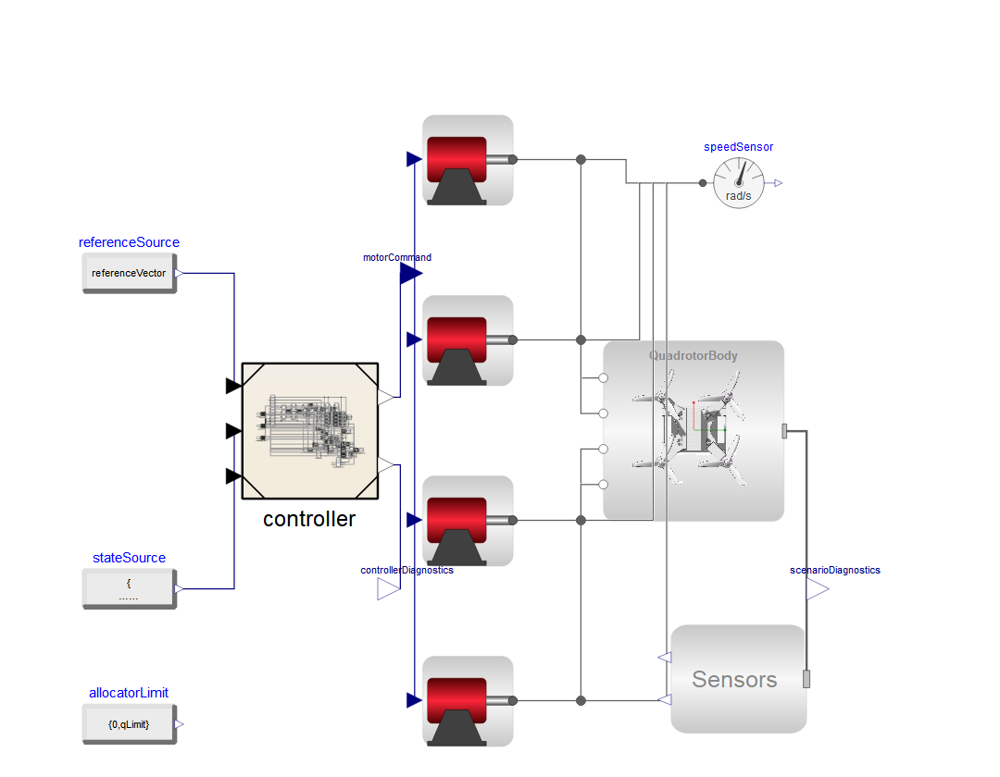 speedSensor
rad/s
referenceSource
referenceVector
motorCommand
QuadrotorBody
controller
stateSource
{
......
controllerDiagnostics
scenarioDiagnostics
Sensors
allocatorLimit
{0,qLimit}